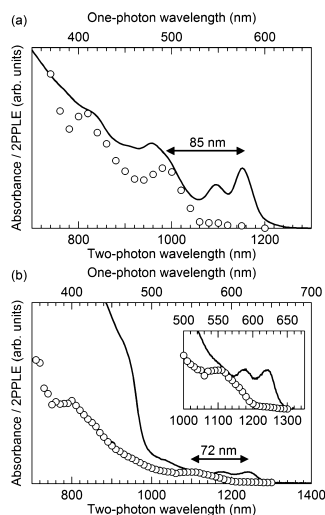 One-photon wavelength (nm)
(a)
400 500 600
85 nm
Absorbance / 2PPLE (arb. units)
800 1000 1200
Two-photon wavelength (nm)
(b)
One-photon wavelength (nm)
400 500 600 700
500 550 600 650
1000 1100 1200 1300
72 nm
Absorbance / 2PPLE (arb. units)
800 1000 1200 1400
Two-photon wavelength (nm)